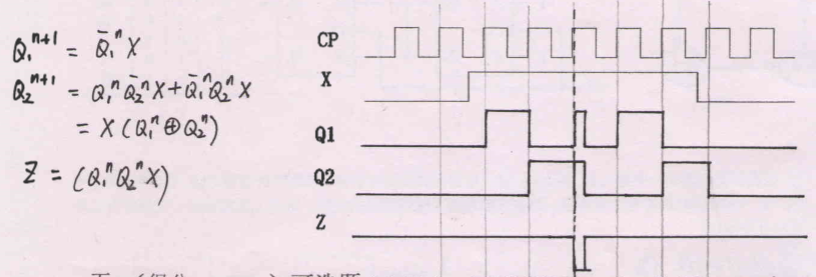 Q₁ⁿ⁺¹ = Q̄₁ⁿ X
Q₂ⁿ⁺¹ = Q₁ⁿ Q̄₂ⁿ X + Q̄₁ⁿ Q₂ⁿ X
= X (Q₁ⁿ ⊕ Q₂ⁿ)
Z = (Q₁ⁿ Q₂ⁿ X)
CP
X
Q1
Q2
Z